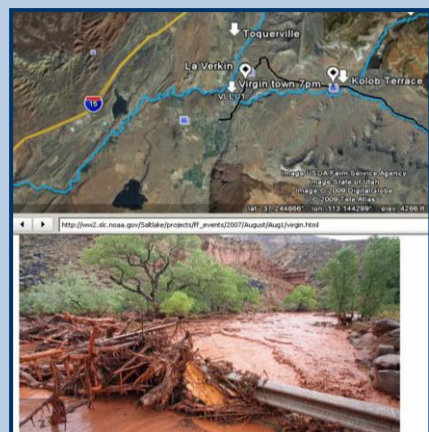 Toquerville
La Verkin
Kolob Terrace
Virgin town 7pm
VLLU1
15
Image USDA Farm Service Agency
Image State of Utah
Image © 2009 DigitalGlobe
© 2009 Tele Atlas
lat 37.244866° lon -113.144299° elev 4266 ft
http://ww2.slc.noaa.gov/Saltlake/projects/ff_events/2007/August/Aug1/virgin.html